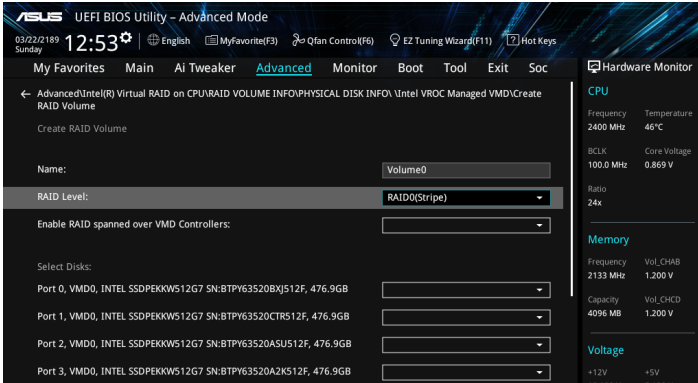 ASUS UEFI BIOS Utility – Advanced Mode
03/22/2189 Sunday 12:53 English MyFavorite(F3) Qfan Control(F6) EZ Tuning Wizard(F11) ? Hot Keys
My Favorites Main Ai Tweaker Advanced Monitor Boot Tool Exit Soc
← Advanced\Intel(R) Virtual RAID on CPU\RAID VOLUME INFO\PHYSICAL DISK INFO\ \Intel VROC Managed VMD\Create
RAID Volume
Create RAID Volume
Name: Volume0
RAID Level: RAID0(Stripe)
Enable RAID spanned over VMD Controllers:
Select Disks:
Port 0, VMD0, INTEL SSDPEKKW512G7 SN:BTPY63520BXJ512F, 476.9GB
Port 1, VMD0, INTEL SSDPEKKW512G7 SN:BTPY63520CTR512F, 476.9GB
Port 2, VMD0, INTEL SSDPEKKW512G7 SN:BTPY63520ASU512F, 476.9GB
Port 3, VMD0, INTEL SSDPEKKW512G7 SN:BTPY63520A2K512F, 476.9GB
Hardware Monitor
CPU
Frequency Temperature
2400 MHz 46°C
BCLK Core Voltage
100.0 MHz 0.869 V
Ratio
24x
Memory
Frequency Vol_CHAB
2133 MHz 1.200 V
Capacity Vol_CHCD
4096 MB 1.200 V
Voltage
+12V +5V